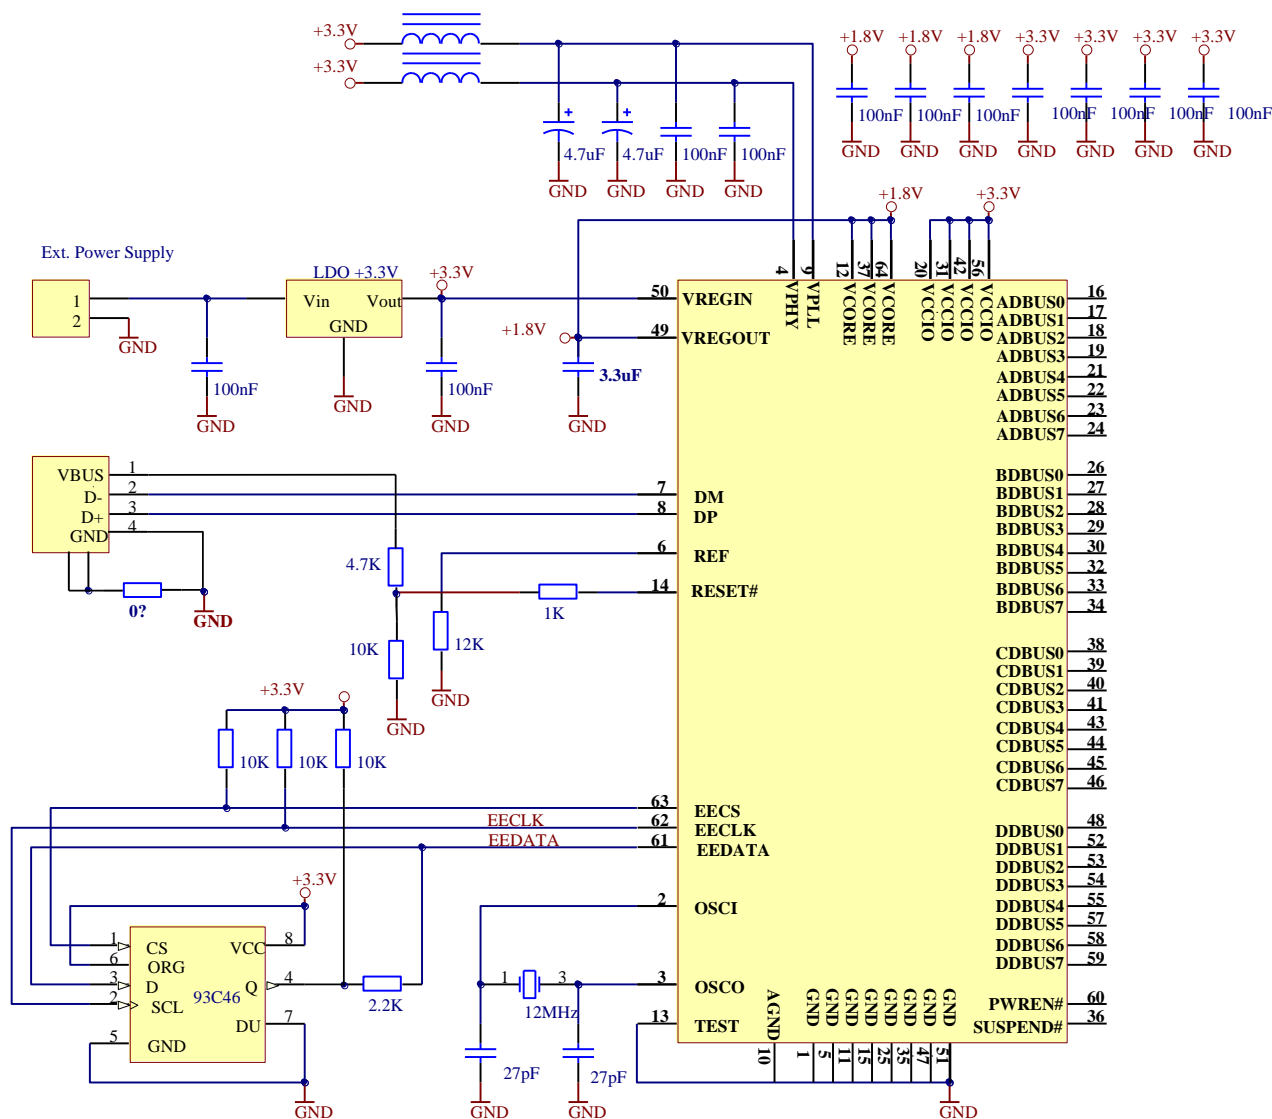 +3.3V
+3.3V
4.7uF
4.7uF
100nF
100nF
GND
GND
GND
GND
+1.8V
+1.8V
+1.8V
+3.3V
+3.3V
+3.3V
+3.3V
100nF
100nF
100nF
100nF
100nF
100nF
100nF
GND
GND
GND
GND
GND
GND
GND
+1.8V
+3.3V
Ext. Power Supply
1
2
GND
100nF
GND
LDO +3.3V
Vin
Vout
GND
GND
+3.3V
100nF
GND
+1.8V
3.3uF
GND
VBUS
D-
D+
GND
1
2
3
4
0?
GND
4.7K
10K
GND
1K
12K
GND
+3.3V
10K
10K
10K
EECLK
EEDATA
+3.3V
1
6
3
2
5
CS
ORG
D
SCL
GND
93C46
VCC
Q
DU
8
4
7
2.2K
GND
1
3
12MHz
27pF
27pF
GND
GND
50 VREGIN
49 VREGOUT
7 DM
8 DP
6 REF
14 RESET#
63 EECS
62 EECLK
61 EEDATA
2 OSCI
3 OSCO
13 TEST
4 VPHY
9 VPLL
12 VCORE
37 VCORE
64 VCORE
20 VCCIO
31 VCCIO
42 VCCIO
56 VCCIO
ADBUS0 16
ADBUS1 17
ADBUS2 18
ADBUS3 19
ADBUS4 21
ADBUS5 22
ADBUS6 23
ADBUS7 24
BDBUS0 26
BDBUS1 27
BDBUS2 28
BDBUS3 29
BDBUS4 30
BDBUS5 32
BDBUS6 33
BDBUS7 34
CDBUS0 38
CDBUS1 39
CDBUS2 40
CDBUS3 41
CDBUS4 43
CDBUS5 44
CDBUS6 45
CDBUS7 46
DDBUS0 48
DDBUS1 52
DDBUS2 53
DDBUS3 54
DDBUS4 55
DDBUS5 57
DDBUS6 58
DDBUS7 59
PWREN# 60
SUSPEND# 36
AGND 10
GND 1
GND 5
GND 11
GND 15
GND 25
GND 35
GND 47
GND 51
GND